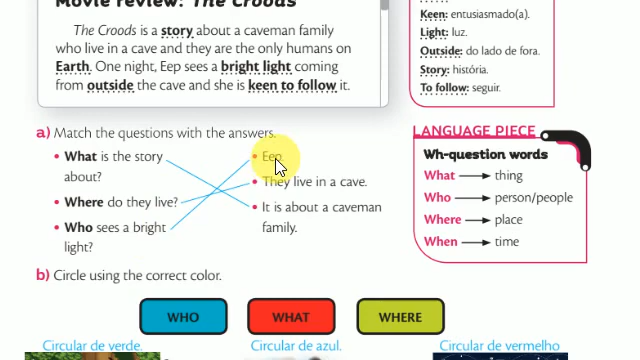 Movie review: The Croods
The Croods is a story about a caveman family
who live in a cave and they are the only humans on
Earth. One night, Eep sees a bright light coming
from outside the cave and she is keen to follow it.
Keen: entusiasmado(a).
Light: luz.
Outside: do lado de fora.
Story: história.
To follow: seguir.
a) Match the questions with the answers.
• What is the story
about?
• Where do they live?
• Who sees a bright
light?
• Eep.
• They live in a cave.
• It is about a caveman
family.
LANGUAGE PIECE
Wh-question words
What → thing
Who → person/people
Where → place
When → time
b) Circle using the correct color.
WHO WHAT WHERE
Circular de verde. Circular de azul. Circular de vermelho